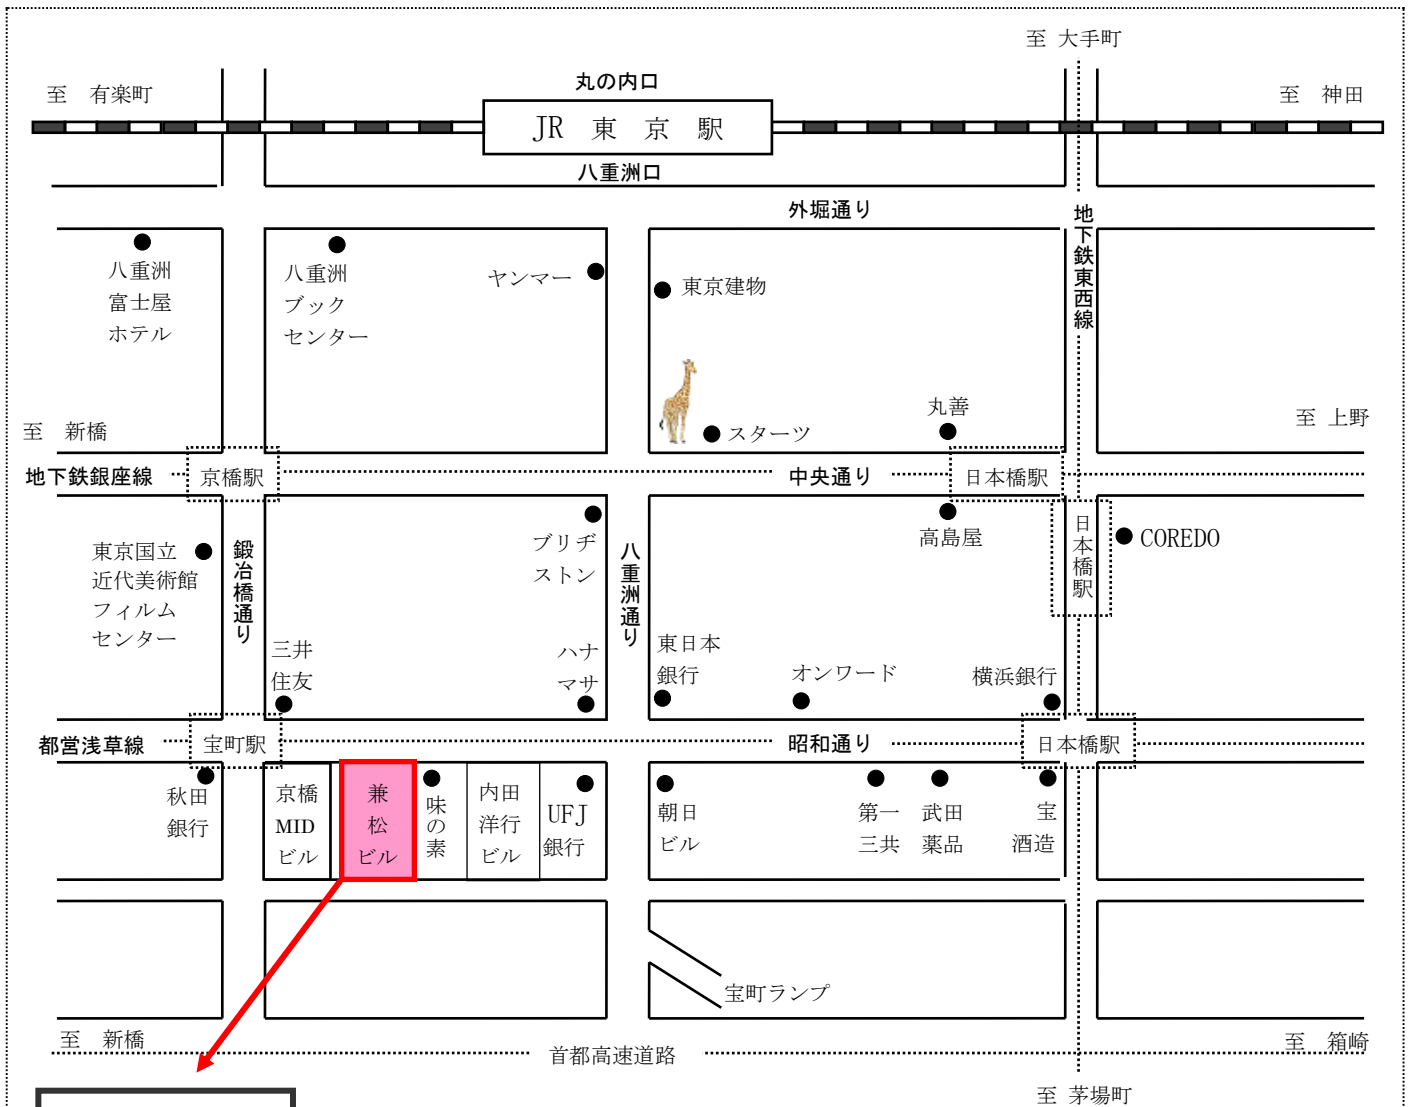 至 大手町
至 有楽町
丸の内口
至 神田
JR 東 京 駅
八重洲口
外堀通り
地下鉄東西線
八重洲
富士屋
ホテル
八重洲
ブック
センター
ヤンマー
東京建物
丸善
スターツ
至 新橋
至 上野
地下鉄銀座線
京橋駅
中央通り
日本橋駅
東京国立
近代美術館
フィルム
センター
鍛冶橋通り
ブリヂ
ストン
八重洲通り
高島屋
日本橋駅
COREDO
三井
住友
ハナ
マサ
東日本
銀行
オンワード
横浜銀行
都営浅草線
宝町駅
昭和通り
日本橋駅
秋田
銀行
京橋
MID
ビル
兼
松
ビル
味の素
内田
洋行
ビル
UFJ
銀行
朝日
ビル
第一
三共
武田
薬品
宝
酒造
宝町ランプ
至 新橋
首都高速道路
至 箱崎
至 茅場町